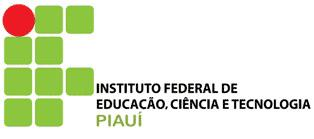 INSTITUTO FEDERAL DE
EDUCAÇÃO, CIÊNCIA E TECNOLOGIA
PIAUÍ